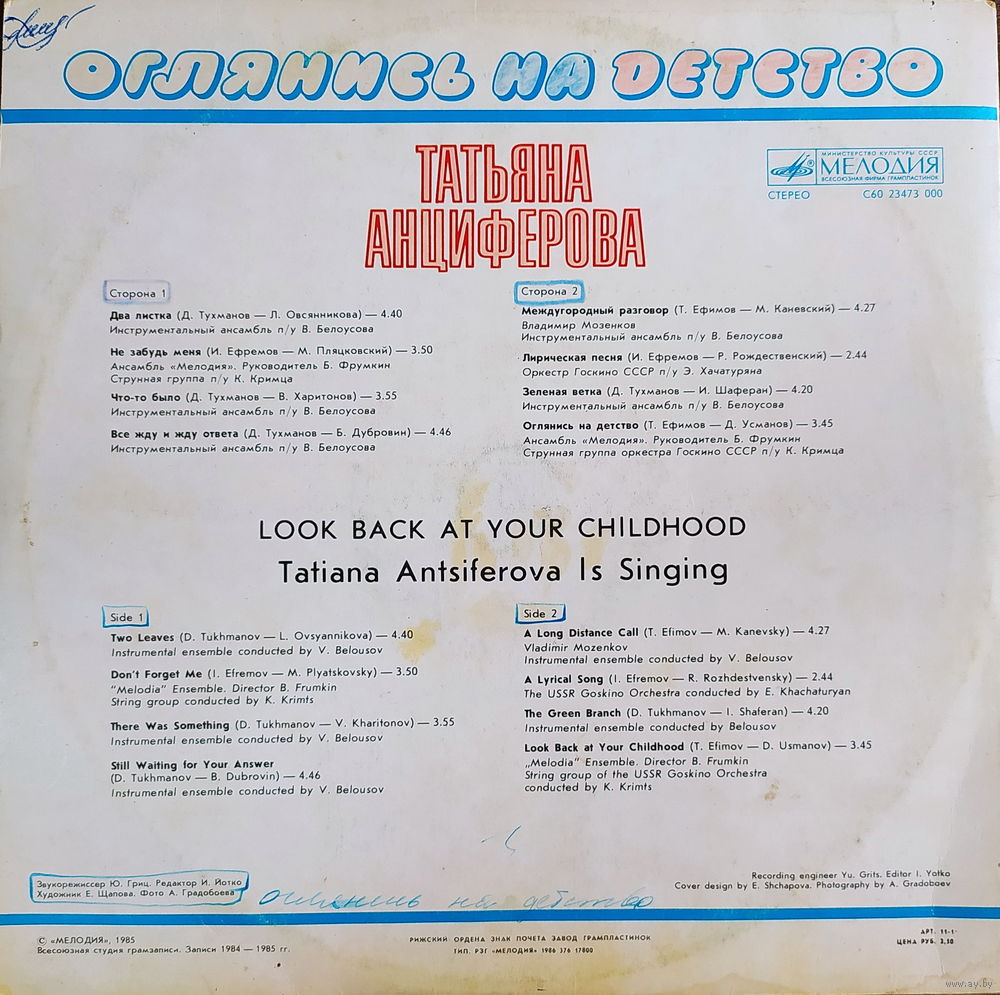 ОГЛЯНИСЬ НА ДЕТСТВО
ТАТЬЯНА
АНЦИФЕРОВА
МИНИСТЕРСТВО КУЛЬТУРЫ СССР
МЕЛОДИЯ
ВСЕСОЮЗНАЯ ФИРМА ГРАМПЛАСТИНОК
СТЕРЕО С60 23473 000
Сторона 1
Два листка (Д. Тухманов — Л. Овсянникова) — 4.40
Инструментальный ансамбль п/у В. Белоусова
Не забудь меня (И. Ефремов — М. Пляцковский) — 3.50
Ансамбль «Мелодия». Руководитель Б. Фрумкин
Струнная группа п/у К. Кримца
Что-то было (Д. Тухманов — В. Харитонов) — 3.55
Инструментальный ансамбль п/у В. Белоусова
Все жду и жду ответа (Д. Тухманов — Б. Дубровин) — 4.46
Инструментальный ансамбль п/у В. Белоусова
Сторона 2
Междугородный разговор (Т. Ефимов — М. Каневский) — 4.27
Владимир Мозенков
Инструментальный ансамбль п/у В. Белоусова
Лирическая песня (И. Ефремов — Р. Рождественский) — 2.44
Оркестр Госкино СССР п/у Э. Хачатуряна
Зеленая ветка (Д. Тухманов — И. Шаферан) — 4.20
Инструментальный ансамбль п/у В. Белоусова
Оглянись на детство (Т. Ефимов — Д. Усманов) — 3.45
Ансамбль «Мелодия». Руководитель Б. Фрумкин
Струнная группа оркестра Госкино СССР п/у К. Кримца
LOOK BACK AT YOUR CHILDHOOD
Tatiana Antsiferova Is Singing
Side 1
Two Leaves (D. Tukhmanov — L. Ovsyannikova) — 4.40
Instrumental ensemble conducted by V. Belousov
Don't Forget Me (I. Efremov — M. Plyatskovsky) — 3.50
"Melodia" Ensemble. Director B. Frumkin
String group conducted by K. Krimts
There Was Something (D. Tukhmanov — V. Kharitonov) — 3.55
Instrumental ensemble conducted by V. Belousov
Still Waiting for Your Answer
(D. Tukhmanov — B. Dubrovin) — 4.46
Instrumental ensemble conducted by V. Belousov
Side 2
A Long Distance Call (T. Efimov — M. Kanevsky) — 4.27
Vladimir Mozenkov
Instrumental ensemble conducted by V. Belousov
A Lyrical Song (I. Efremov — R. Rozhdestvensky) — 2.44
The USSR Goskino Orchestra conducted by E. Khachaturyan
The Green Branch (D. Tukhmanov — I. Shaferan) — 4.20
Instrumental ensemble conducted by Belousov
Look Back at Your Childhood (T. Efimov — D. Usmanov) — 3.45
„Melodia" Ensemble. Director B. Frumkin
String group of the USSR Goskino Orchestra
conducted by K. Krimts
Звукорежиссер Ю. Гриц. Редактор И. Йотко
Художник Е. Щапова. Фото А. Градобоева
Оглянись на детство
Recording engineer Yu. Grits. Editor I. Yotko
Cover design by E. Shchapova. Photography by A. Gradoboev
© «МЕЛОДИЯ», 1985
Всесоюзная студия грамзаписи. Записи 1984 — 1985 гг.
РИЖСКИЙ ОРДЕНА ЗНАК ПОЧЕТА ЗАВОД ГРАМПЛАСТИНОК
ТИП. РЗГ «МЕЛОДИЯ» 1986 376 17800
АРТ. 11-1
ЦЕНА РУБ. 3,50
www.ay.by